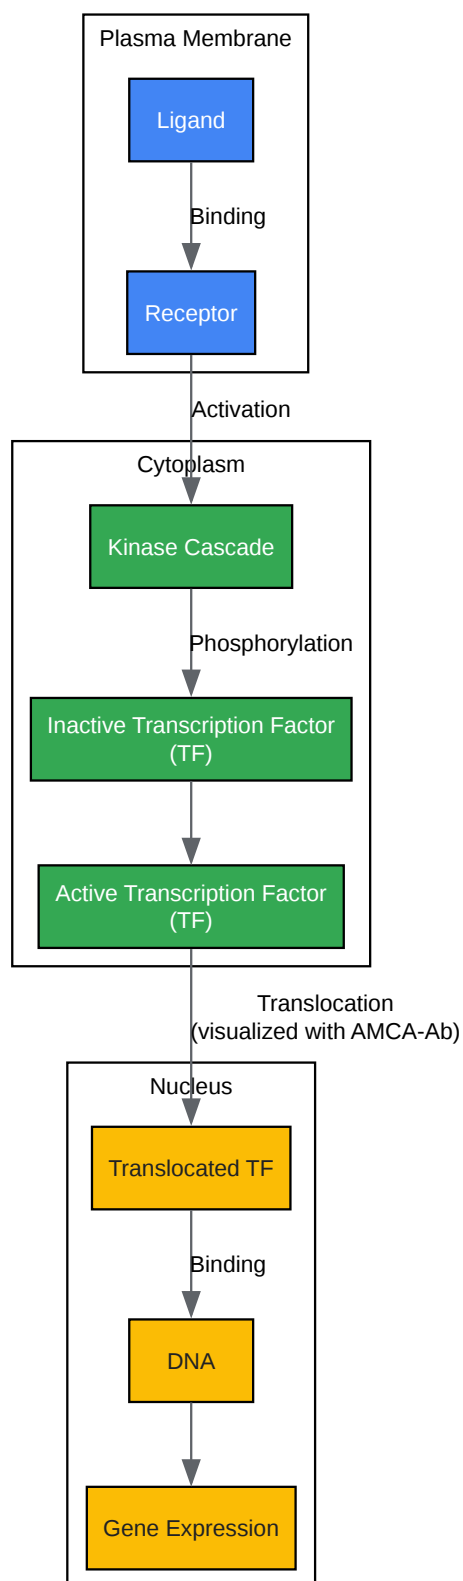 Plasma Membrane
Ligand
Binding
Receptor
Activation
Cytoplasm
Kinase Cascade
Phosphorylation
Inactive Transcription Factor
(TF)
Active Transcription Factor
(TF)
Translocation
(visualized with AMCA-Ab)
Nucleus
Translocated TF
Binding
DNA
Gene Expression